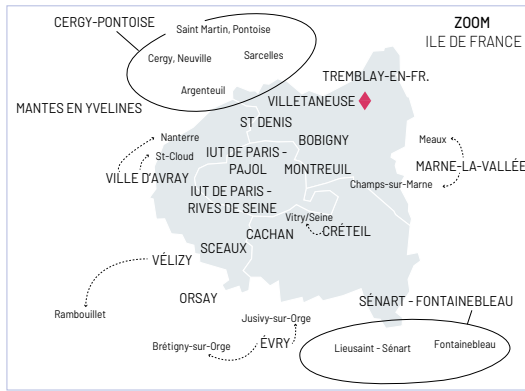 CERGY-PONTOISE
ZOOM
ILE DE FRANCE
Saint Martin, Pontoise
Cergy, Neuville
Sarcelles
Argenteuil
TREMBLAY-EN-FR.
MANTES EN YVELINES
VILLETANEUSE
ST DENIS
BOBIGNY
Nanterre
St-Cloud
IUT DE PARIS -
PAJOL
MONTREUIL
Meaux
MARNE-LA-VALLÉE
VILLE D'AVRAY
Champs-sur-Marne
IUT DE PARIS -
RIVES DE SEINE
Vitry/Seine
CACHAN
CRÉTEIL
SCEAUX
VÉLIZY
ORSAY
SÉNART - FONTAINEBLEAU
Rambouillet
Jusivy-sur-Orge
Brétigny-sur-Orge
ÉVRY
Lieusaint - Sénart
Fontainebleau